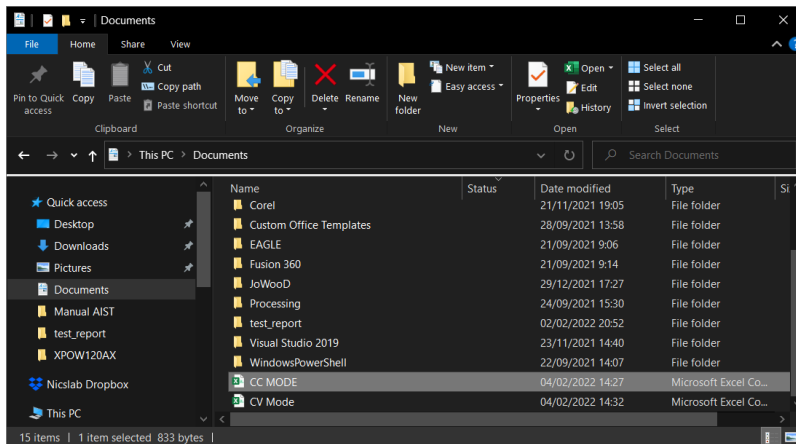 Documents
File Home Share View
Pin to Quick access
Copy
Paste
Cut
Copy path
Paste shortcut
Clipboard
Move to
Copy to
Delete
Rename
Organize
New folder
New item
Easy access
New
Properties
Open
Edit
History
Open
Select all
Select none
Invert selection
Select
This PC > Documents
Search Documents
Quick access
Desktop
Downloads
Pictures
Documents
Manual AIST
test_report
XPOW120AX
Nicslab Dropbox
This PC
Name Status Date modified Type Si
Corel 21/11/2021 19:05 File folder
Custom Office Templates 28/09/2021 13:58 File folder
EAGLE 21/09/2021 9:06 File folder
Fusion 360 21/09/2021 9:14 File folder
JoWooD 29/12/2021 17:27 File folder
Processing 24/09/2021 15:30 File folder
test_report 02/02/2022 20:52 File folder
Visual Studio 2019 23/11/2021 14:40 File folder
WindowsPowerShell 22/09/2021 14:07 File folder
CC MODE 04/02/2022 14:27 Microsoft Excel Co...
CV Mode 04/02/2022 14:32 Microsoft Excel Co...
15 items 1 item selected 833 bytes